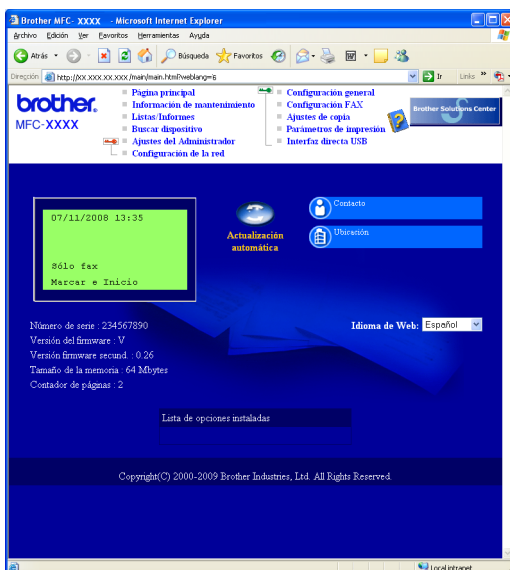 Brother MFC- XXXX - Microsoft Internet Explorer
Archivo Edición Ver Favoritos Herramientas Ayuda
Atrás Búsqueda Favoritos
Dirección http://XX.XXX.XX.XXX /main/main.html?weblang=6 Ir Links »
brother.
MFC-XXXX
Página principal
Información de mantenimiento
Listas/Informes
Buscar dispositivo
Ajustes del Administrador
Configuración de la red
Configuración general
Configuración FAX
Ajustes de copia
Parámetros de impresión
Interfaz directa USB
Brother Solutions Center
07/11/2008 13:35
Sólo fax
Marcar e Inicio
Actualización
automática
Contacto
Ubicación
Número de serie : 234567890
Versión del firmware : V
Versión firmware secund. : 0.26
Tamaño de la memoria : 64 Mbytes
Contador de páginas : 2
Idioma de Web: Español
Lista de opciones instaladas
Copyright(C) 2000-2009 Brother Industries, Ltd. All Rights Reserved.
Local intranet